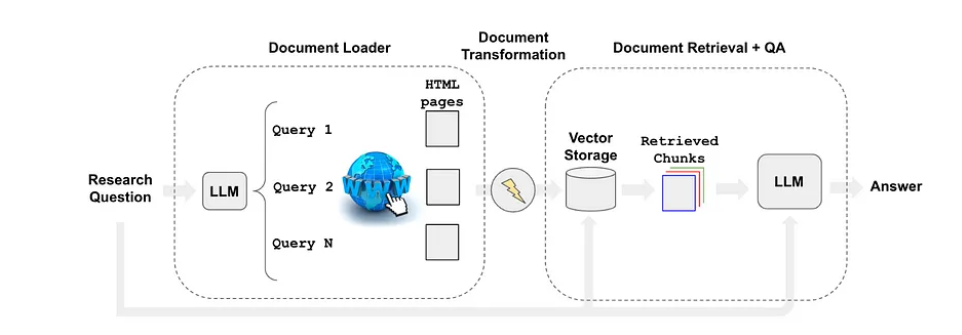 Document Loader
Document
Transformation
Document Retrieval + QA
HTML
pages
Query 1
Vector
Storage
Retrieved
Chunks
Research
Question
LLM
Query 2
WWW
LLM
Answer
Query N